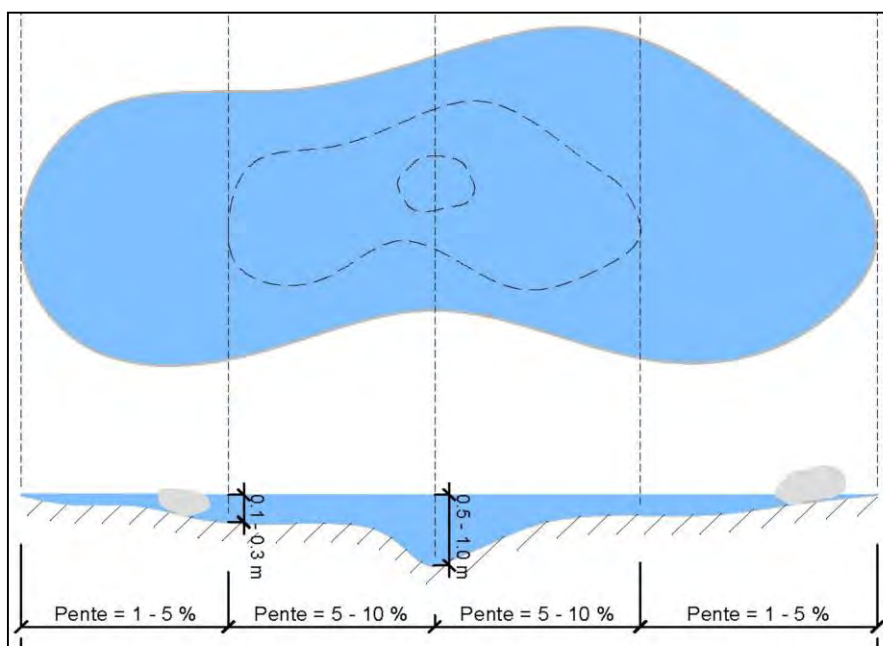 0.1 - 0.3 m
0.5 - 1.0 m
Pente = 1 - 5 %
Pente = 5 - 10 %
Pente = 5 - 10 %
Pente = 1 - 5 %